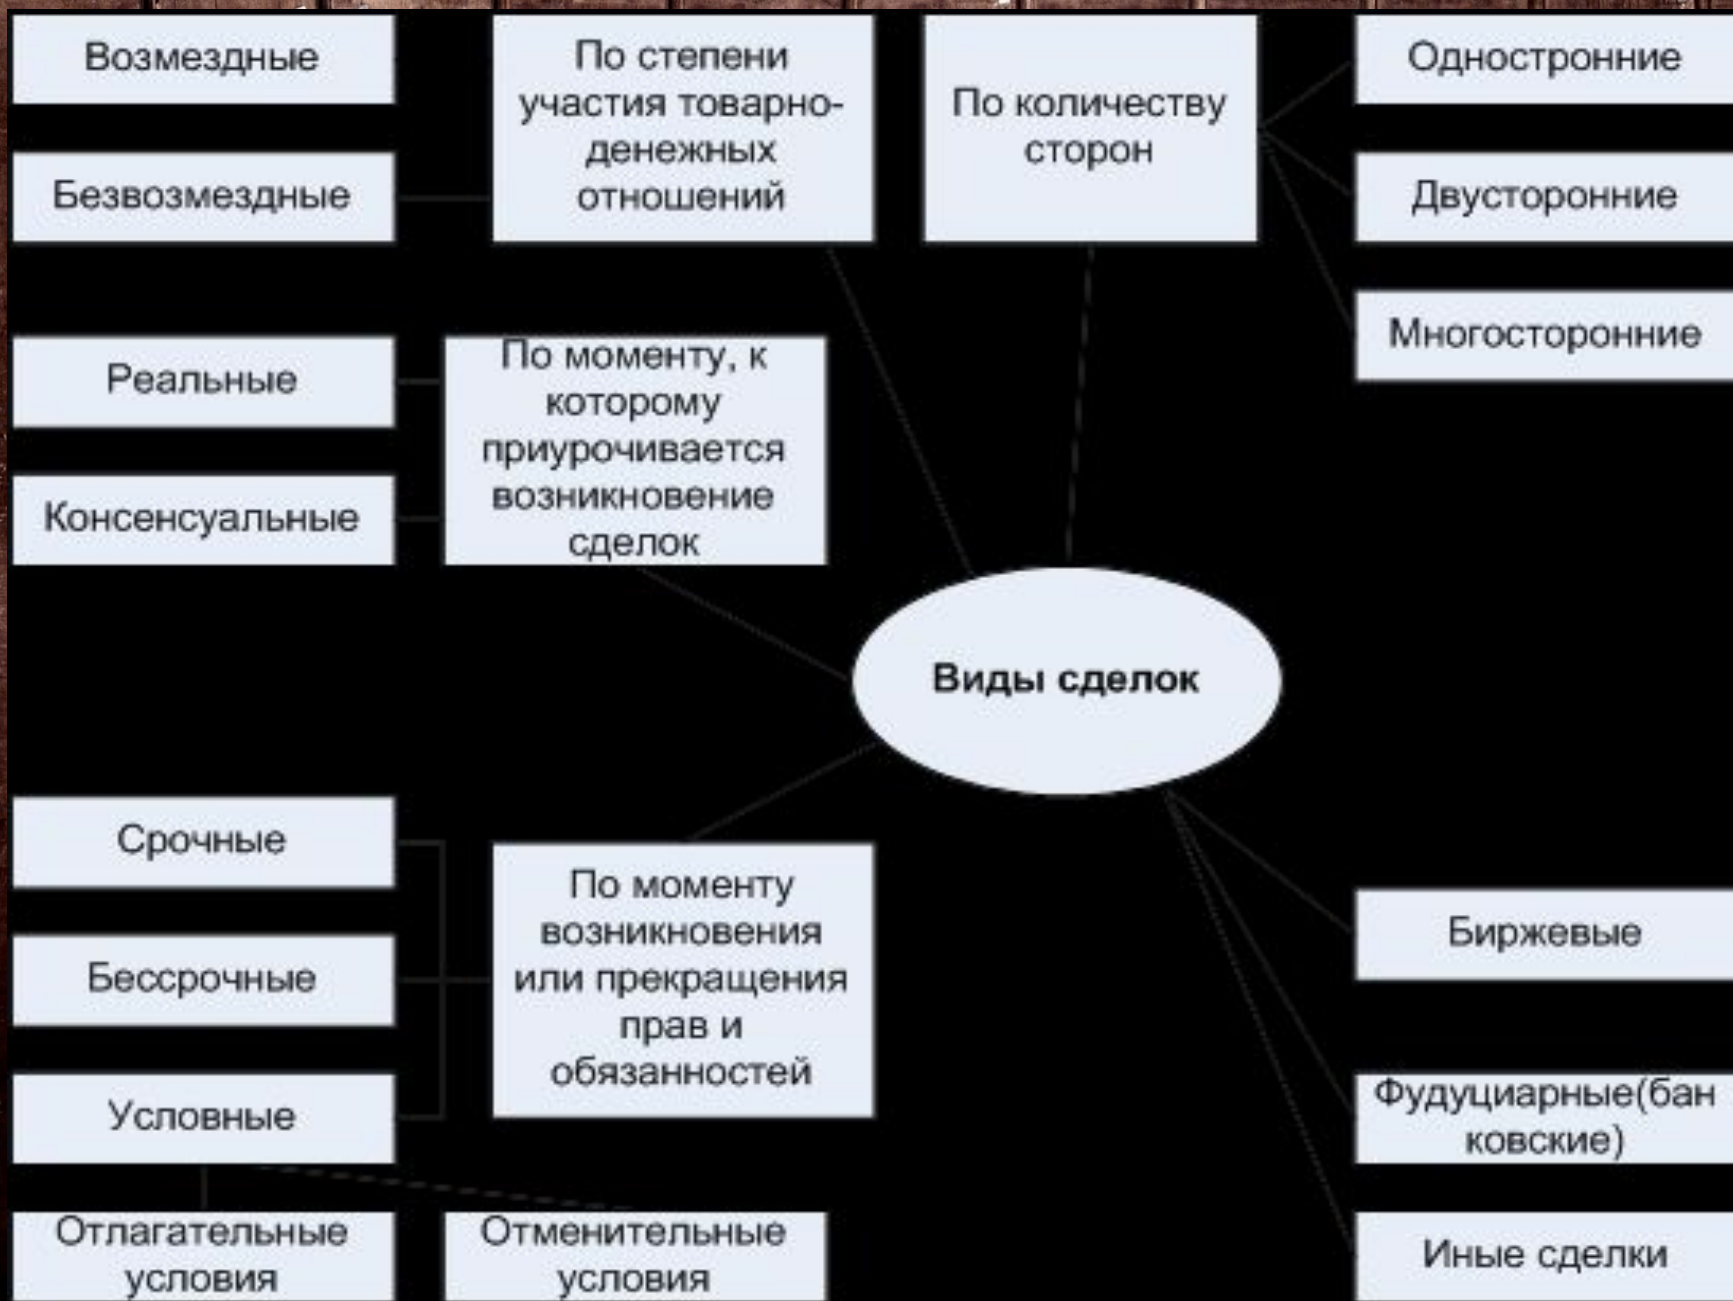 Возмездные
Безвозмездные
По степени
участия товарно-
денежных
отношений
По количеству
сторон
Одностронние
Двусторонние
Многосторонние
Реальные
Консенсуальные
По моменту, к
которому
приурочивается
возникновение
сделок
Виды сделок
Срочные
Бессрочные
Условные
По моменту
возникновения
или прекращения
прав и
обязанностей
Отлагательные
условия
Отменительные
условия
Биржевые
Фудуциарные(бан
ковские)
Иные сделки